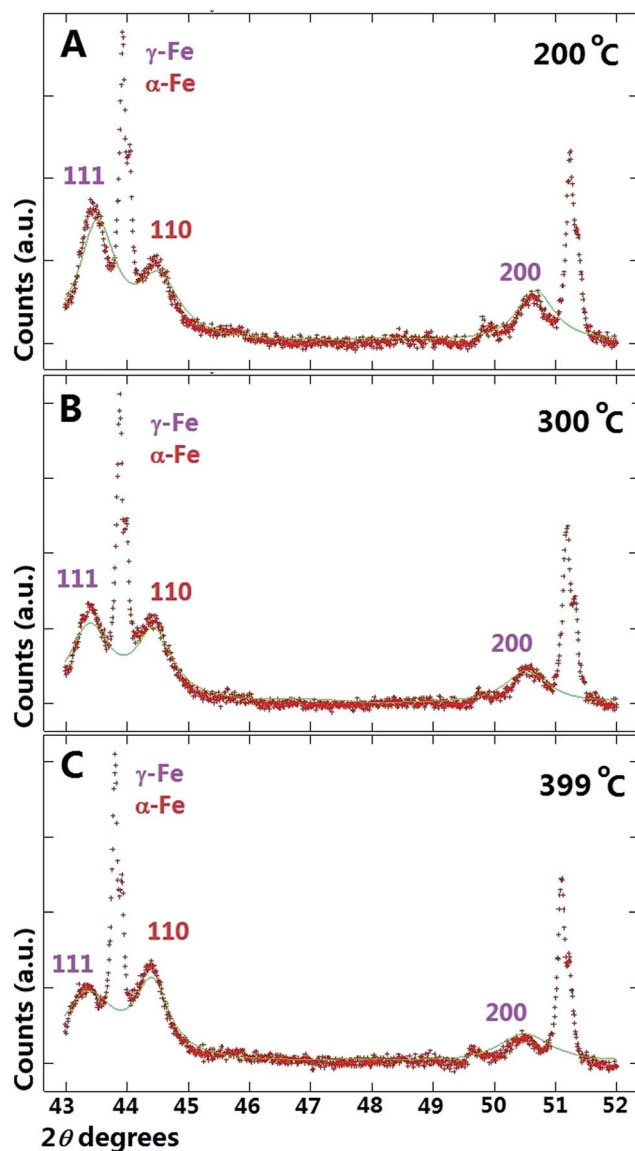 A
γ-Fe
α-Fe
200 °C
111
110
200
Counts (a.u.)
B
γ-Fe
α-Fe
300 °C
111
110
200
Counts (a.u.)
C
γ-Fe
α-Fe
399 °C
111
110
200
Counts (a.u.)
43 44 45 46 47 48 49 50 51 52
2θ degrees